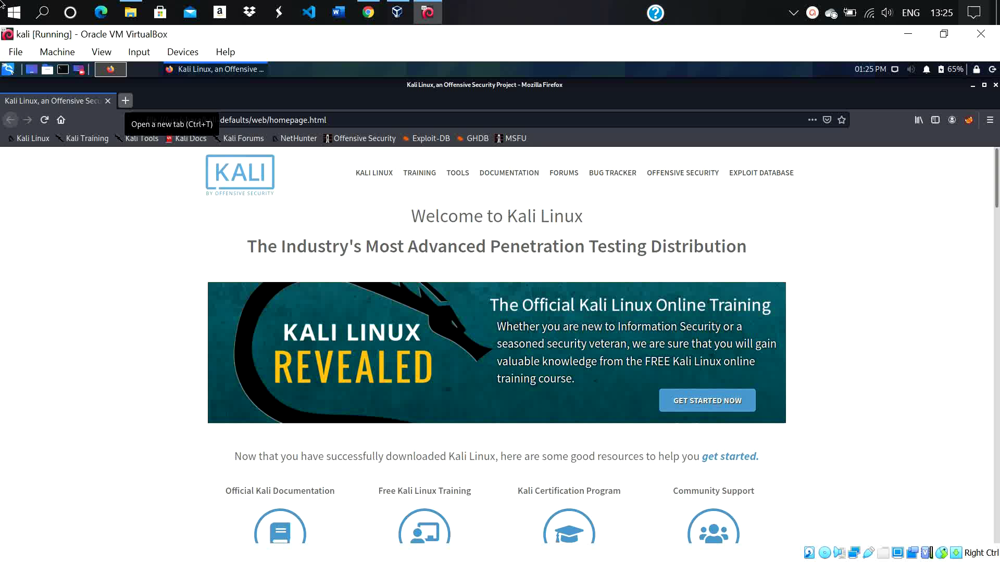 ENG 13:25
kali [Running] - Oracle VM VirtualBox
File Machine View Input Devices Help
Kali Linux, an Offensive ...
01:25 PM 65%
Kali Linux, an Offensive Security Project - Mozilla Firefox
Kali Linux, an Offensive Sec
Open a new tab (Ctrl+T)
-defaults/web/homepage.html
Kali Linux Kali Training Kali Tools Kali Docs Kali Forums NetHunter Offensive Security Exploit-DB GHDB MSFU
KALI
BY OFFENSIVE SECURITY
KALI LINUX TRAINING TOOLS DOCUMENTATION FORUMS BUG TRACKER OFFENSIVE SECURITY EXPLOIT DATABASE
Welcome to Kali Linux
The Industry's Most Advanced Penetration Testing Distribution
KALI LINUX
REVEALED
The Official Kali Linux Online Training
Whether you are new to Information Security or a
seasoned security veteran, we are sure that you will gain
valuable knowledge from the FREE Kali Linux online
training course.
GET STARTED NOW
Now that you have successfully downloaded Kali Linux, here are some good resources to help you get started.
Official Kali Documentation Free Kali Linux Training Kali Certification Program Community Support
Right Ctrl